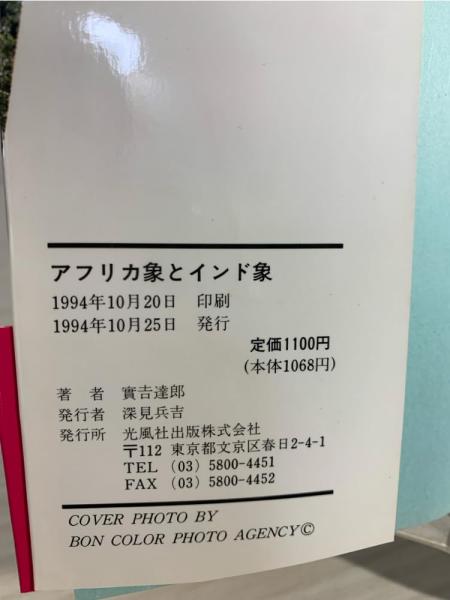 アフリカ象とインド象
1994年10月20日 印刷
1994年10月25日 発行
定価1100円
(本体1068円)
著 者 實吉達郎
発行者 深見兵吉
発行所 光風社出版株式会社
〒112 東京都文京区春日2-4-1
TEL (03) 5800-4451
FAX (03) 5800-4452
COVER PHOTO BY
BON COLOR PHOTO AGENCY©